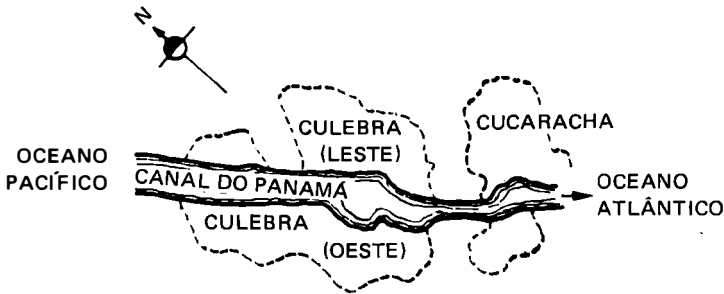 N
CULEBRA
(LESTE)
CUCARACHA
OCEANO
PACÍFICO
CANAL DO PANAMÁ
OCEANO
ATLÂNTICO
CULEBRA
(OESTE)